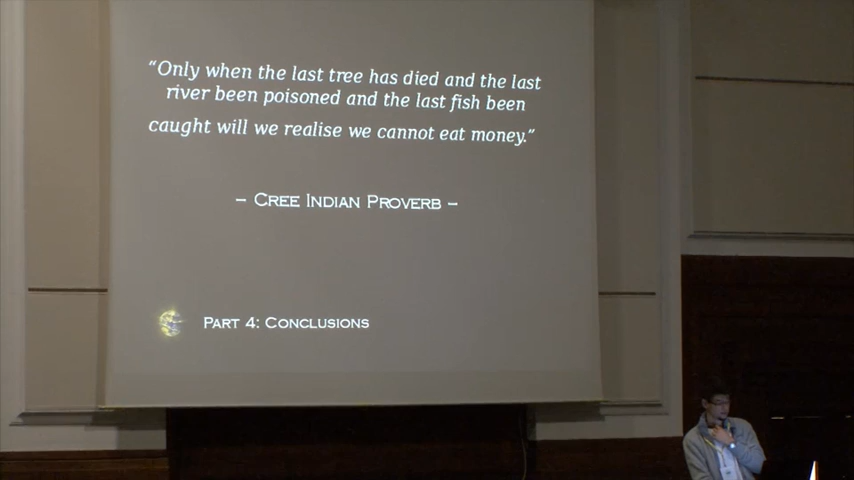 “Only when the last tree has died and the last
river been poisoned and the last fish been
caught will we realise we cannot eat money.”
– Cree Indian Proverb –
Part 4: Conclusions